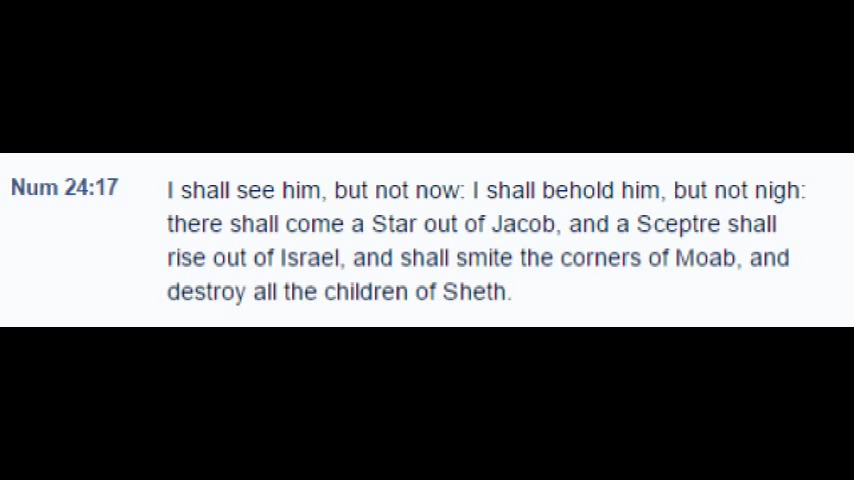 Num 24:17 I shall see him, but not now: I shall behold him, but not nigh:
there shall come a Star out of Jacob, and a Sceptre shall
rise out of Israel, and shall smite the corners of Moab, and
destroy all the children of Sheth.